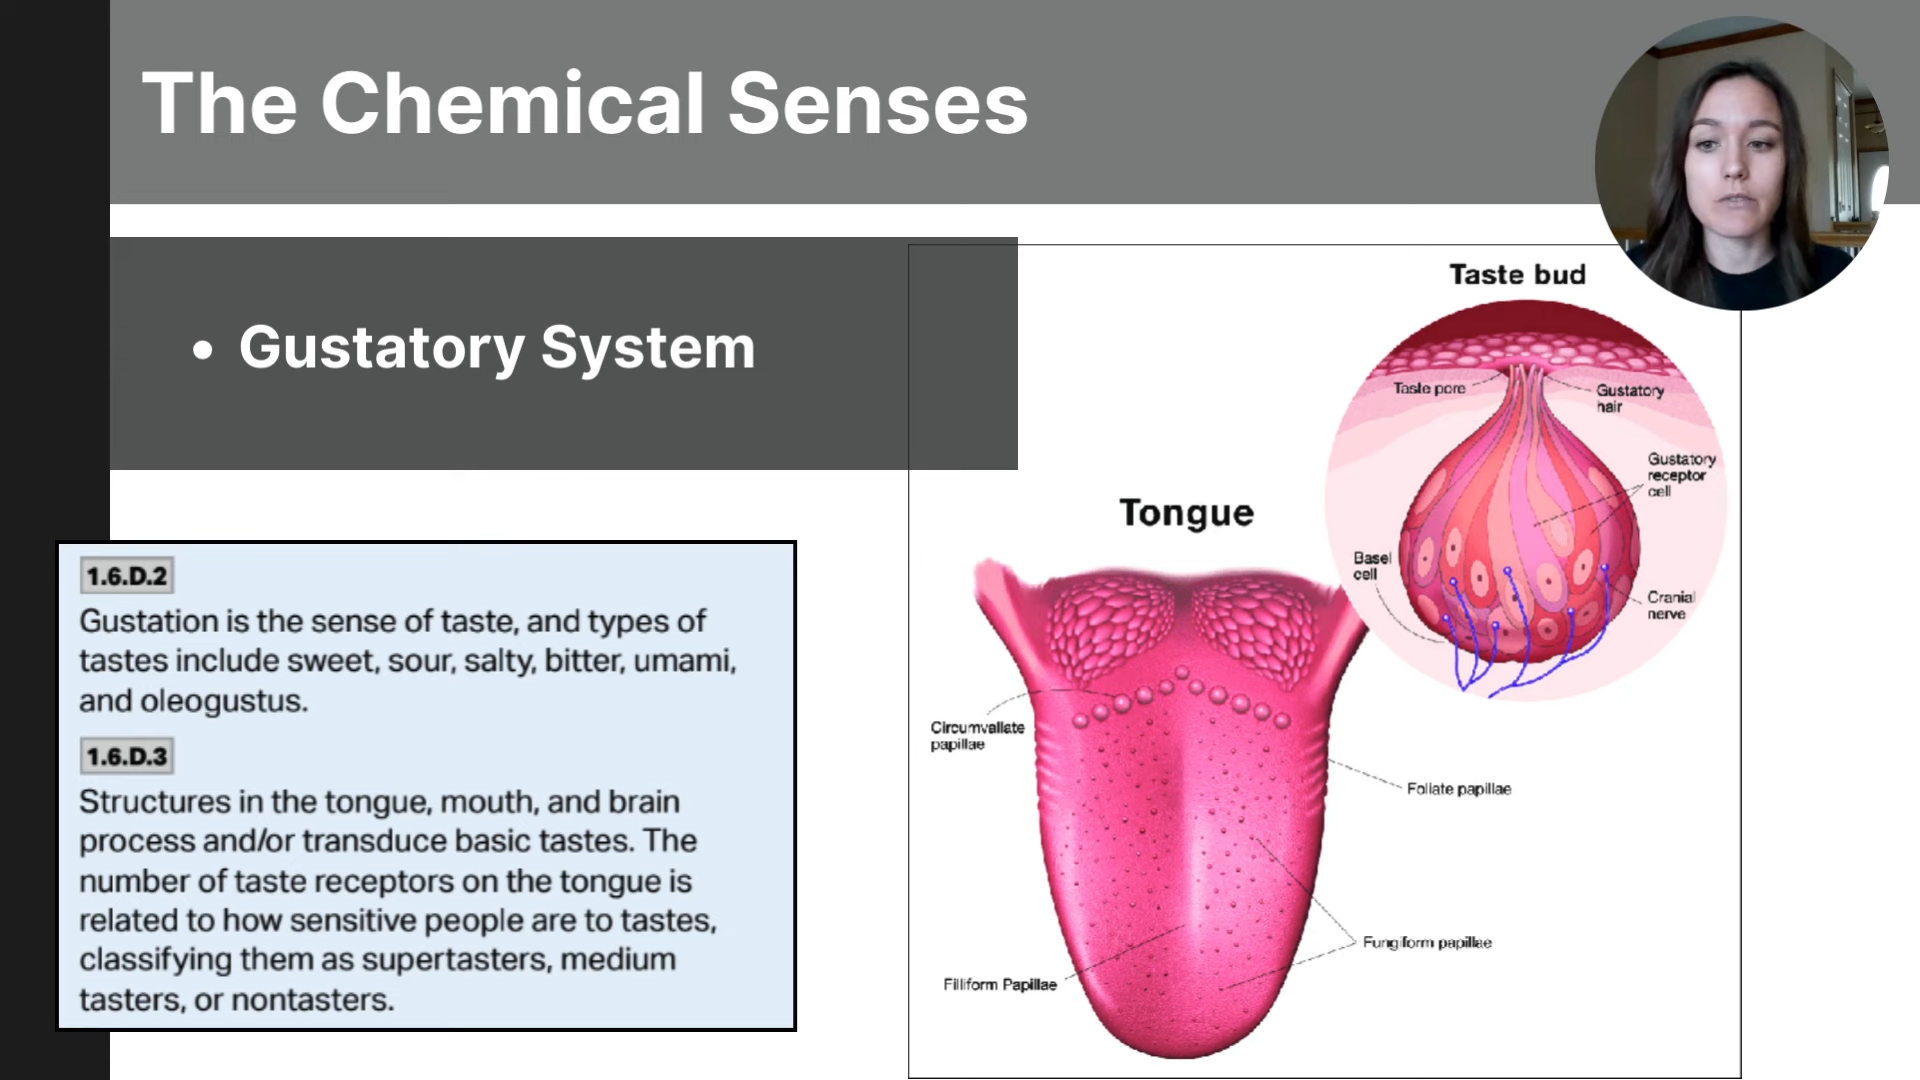 The Chemical Senses
• Gustatory System
1.6.D.2
Gustation is the sense of taste, and types of
tastes include sweet, sour, salty, bitter, umami,
and oleogustus.
1.6.D.3
Structures in the tongue, mouth, and brain
process and/or transduce basic tastes. The
number of taste receptors on the tongue is
related to how sensitive people are to tastes,
classifying them as supertasters, medium
tasters, or nontasters.
Taste bud
Taste pore
Gustatory
hair
Gustatory
receptor
cell
Basel
cell
Cranial
nerve
Tongue
Circumvallate
papillae
Foliate papillae
Fungiform papillae
Filliform Papillae